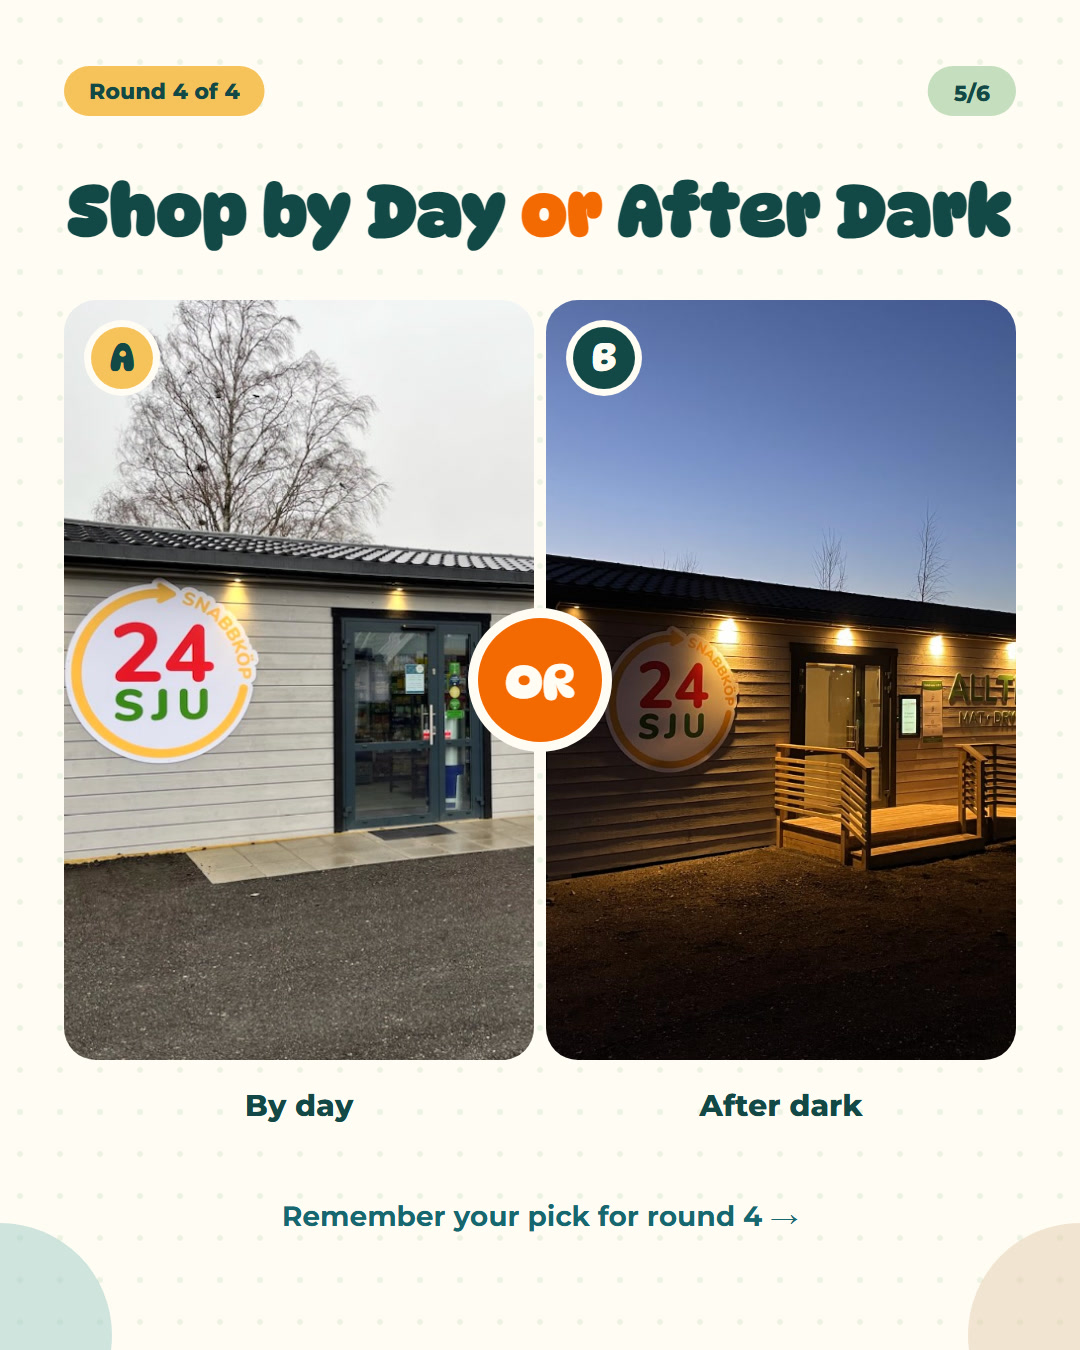 Round 4 of 4
5/6
Shop by Day or After Dark
A
B
SNABBKÖP
24
SJU
OR
SNABBKÖP
24
SJU
By day
After dark
Remember your pick for round 4 →